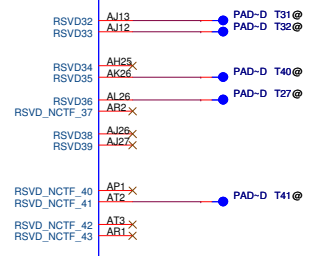 RSVD32 AJ13 PAD~D T31@
RSVD33 AJ12 PAD~D T32@
RSVD34 AH25
RSVD35 AK26 PAD~D T40@
RSVD36 AL26 PAD~D T27@
RSVD_NCTF_37 AR2
RSVD38 AJ26
RSVD39 AJ27
RSVD_NCTF_40 AP1
RSVD_NCTF_41 AT2 PAD~D T41@
RSVD_NCTF_42 AT3
RSVD_NCTF_43 AR1